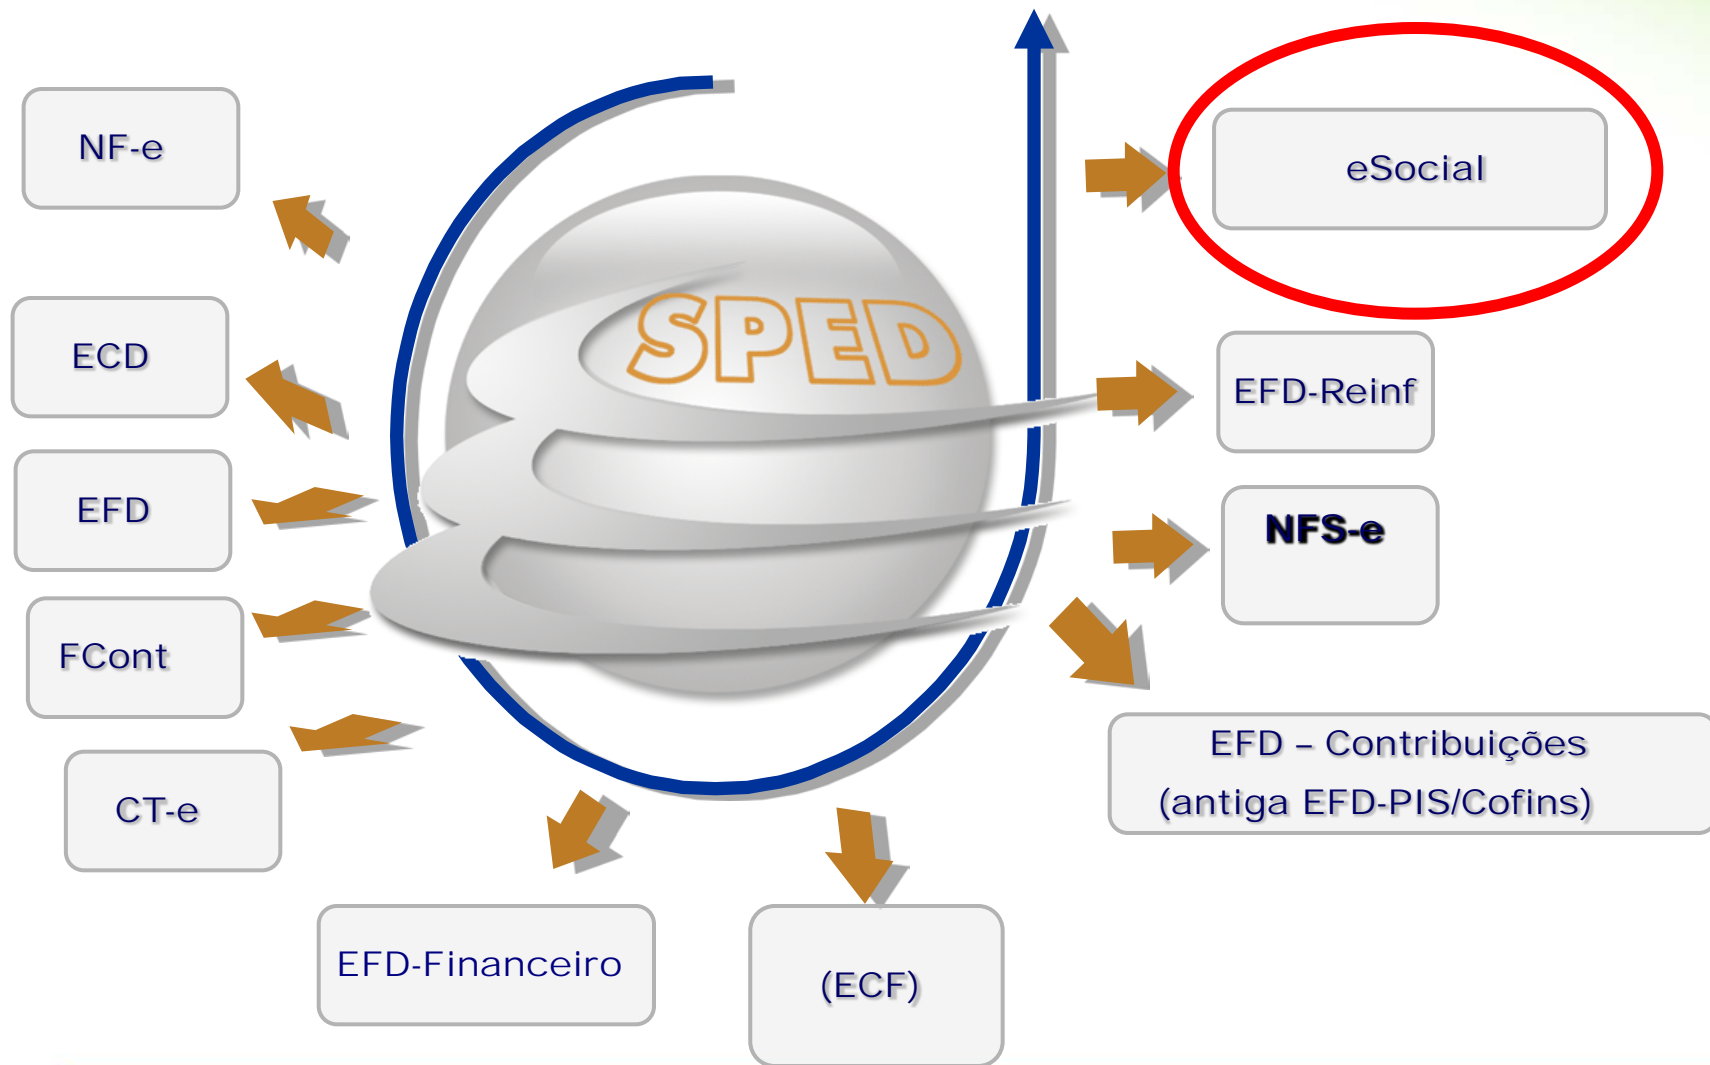 NF-e
ECD
EFD
FCont
CT-e
SPED
eSocial
EFD-Reinf
NFS-e
EFD – Contribuições
(antiga EFD-PIS/Cofins)
EFD-Financeiro
(ECF)